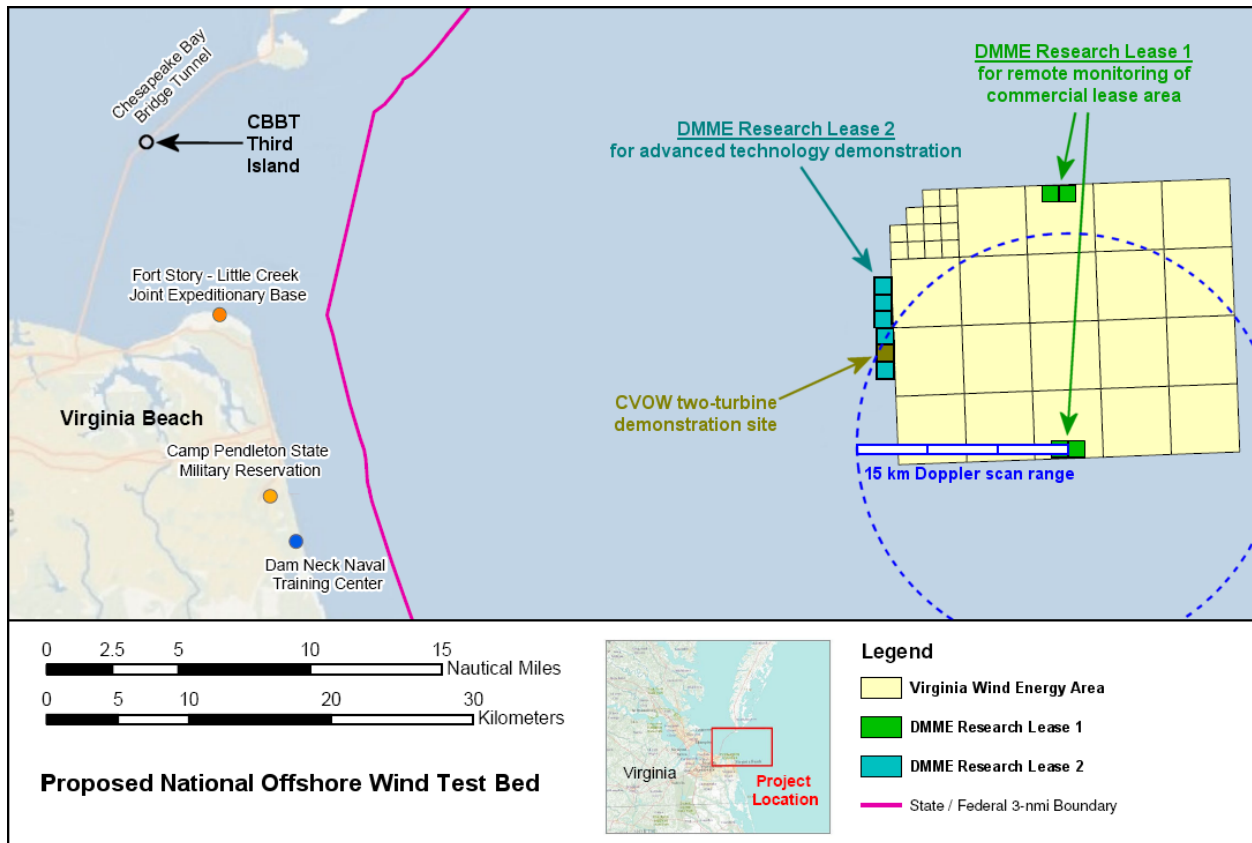 Chesapeake Bay
Bridge Tunnel
CBBT
Third
Island
DMME Research Lease 1
for remote monitoring of
commercial lease area
DMME Research Lease 2
for advanced technology demonstration
Fort Story - Little Creek
Joint Expeditionary Base
Virginia Beach
Camp Pendleton State
Military Reservation
Dam Neck Naval
Training Center
CVOW two-turbine
demonstration site
15 km Doppler scan range
0 2.5 5 10 15
Nautical Miles
0 5 10 20 30
Kilometers
Proposed National Offshore Wind Test Bed
Virginia
Project
Location
Legend
Virginia Wind Energy Area
DMME Research Lease 1
DMME Research Lease 2
State / Federal 3-nmi Boundary